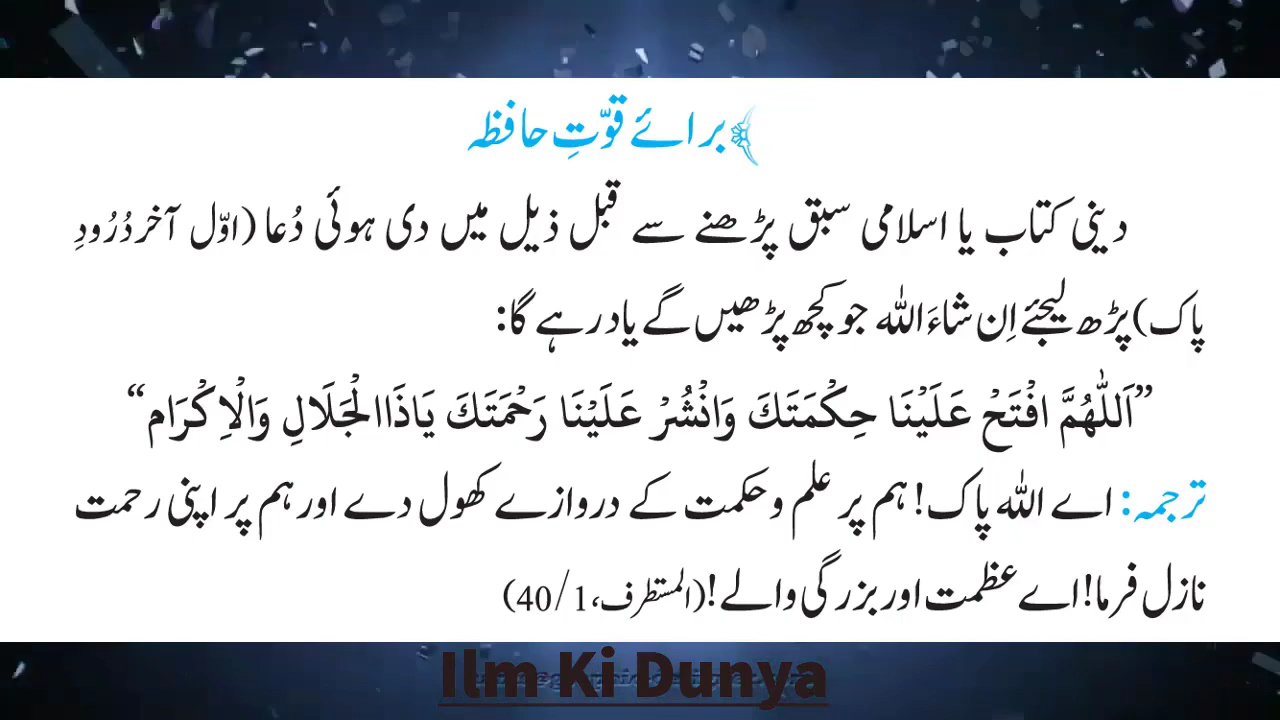 برائے قوّتِ حافظہ
دینی کتاب یا اسلامی سبق پڑھنے سے قبل ذیل میں دی ہوئی دُعا (اوّل آخر دُرُودِ
پاک) پڑھ لیجئے اِن شاءَ اللہ جو کچھ پڑھیں گے یاد رہے گا:
”اَللّٰهُمَّ افْتَحْ عَلَيْنَا حِكْمَتَكَ وَانْشُرْ عَلَيْنَا رَحْمَتَكَ يَاذَاالْجَلَالِ وَالْاِكْرَام“
ترجمہ: اے اللہ پاک! ہم پر علم و حکمت کے دروازے کھول دے اور ہم پر اپنی رحمت
نازل فرما! اے عظمت اور بزرگی والے! (المستطرف، 40/1)
Ilm Ki Dunya